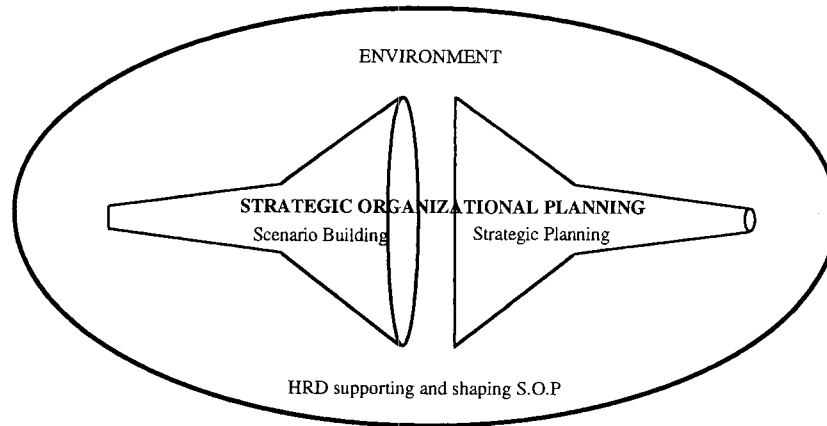 ENVIRONMENT
STRATEGIC ORGANIZATIONAL PLANNING
Scenario Building Strategic Planning
HRD supporting and shaping S.O.P